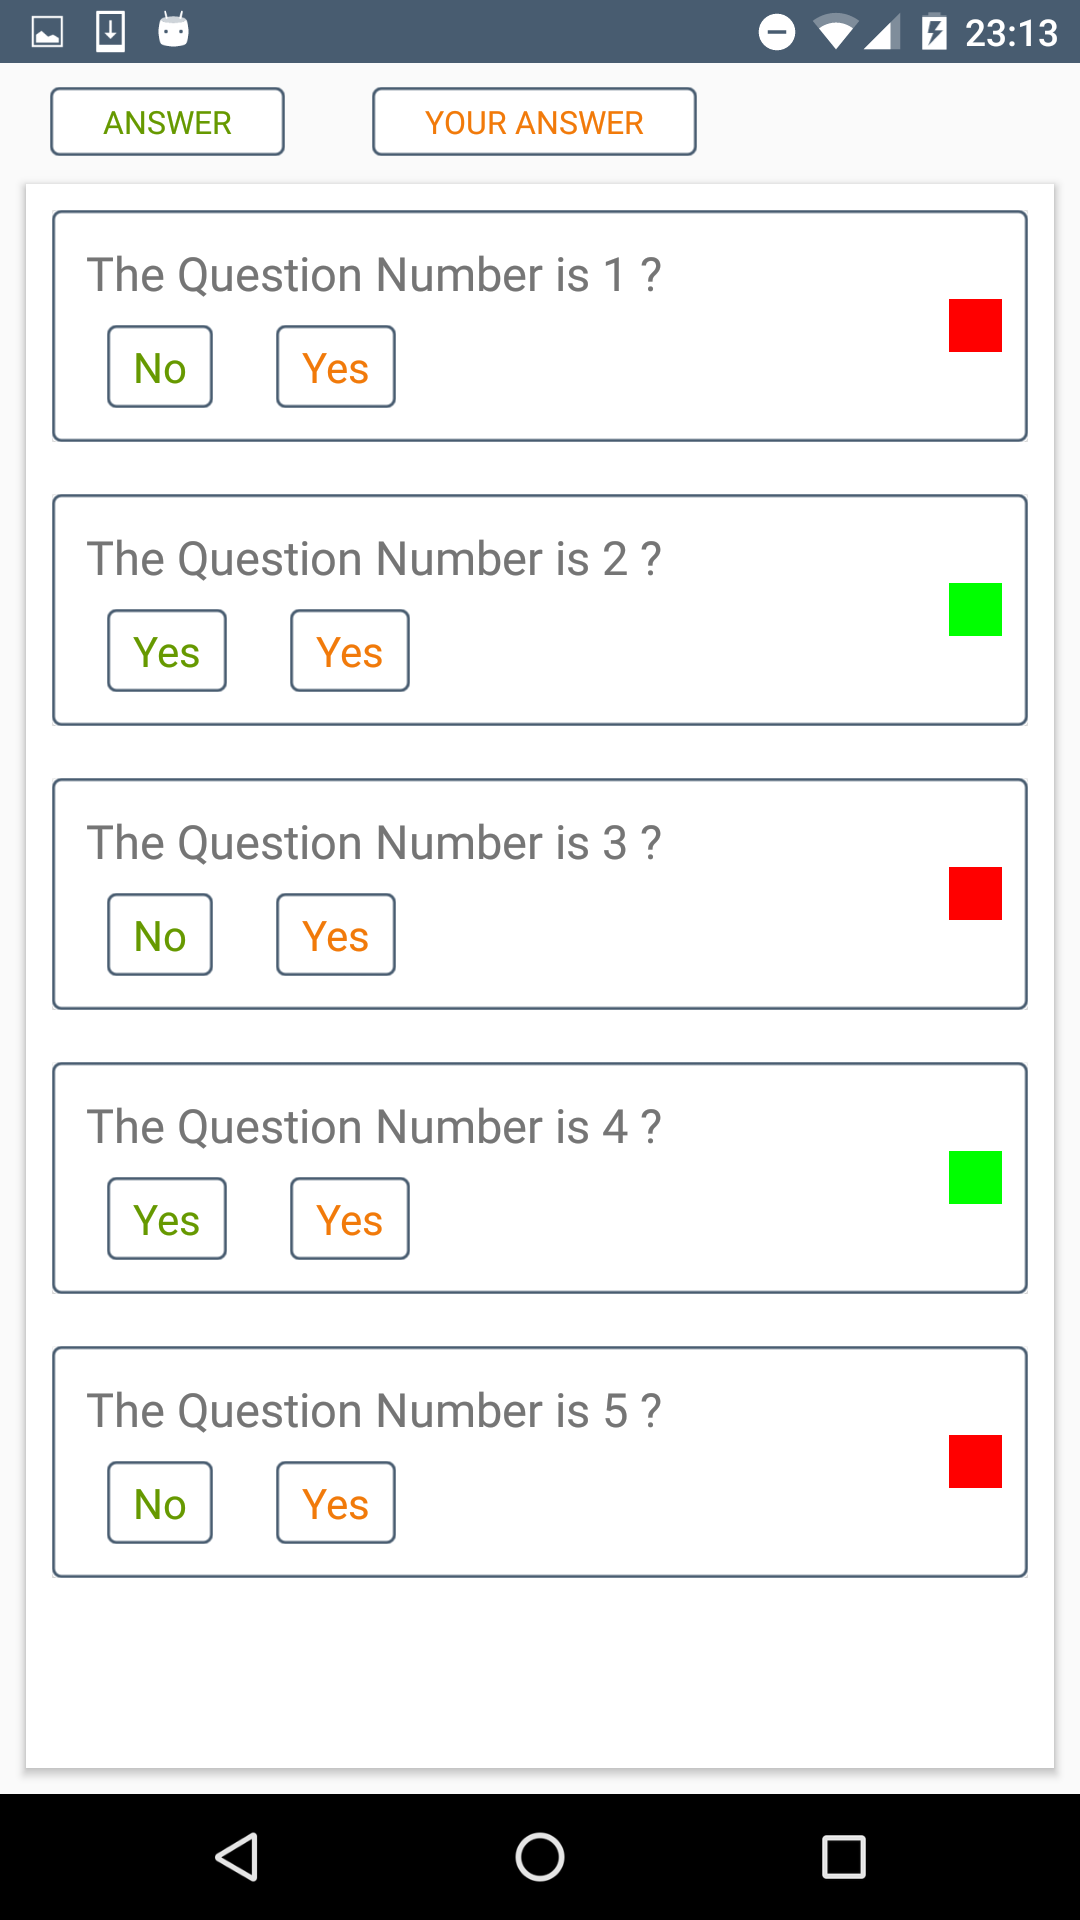 23:13
ANSWER YOUR ANSWER
The Question Number is 1 ?
No Yes
The Question Number is 2 ?
Yes Yes
The Question Number is 3 ?
No Yes
The Question Number is 4 ?
Yes Yes
The Question Number is 5 ?
No Yes